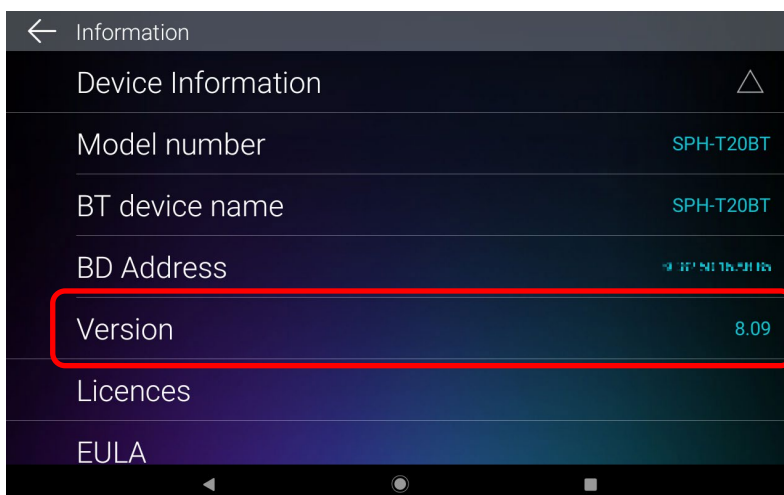 Information
Device Information
Model number SPH-T20BT
BT device name SPH-T20BT
BD Address
Version 8.09
Licences
EULA